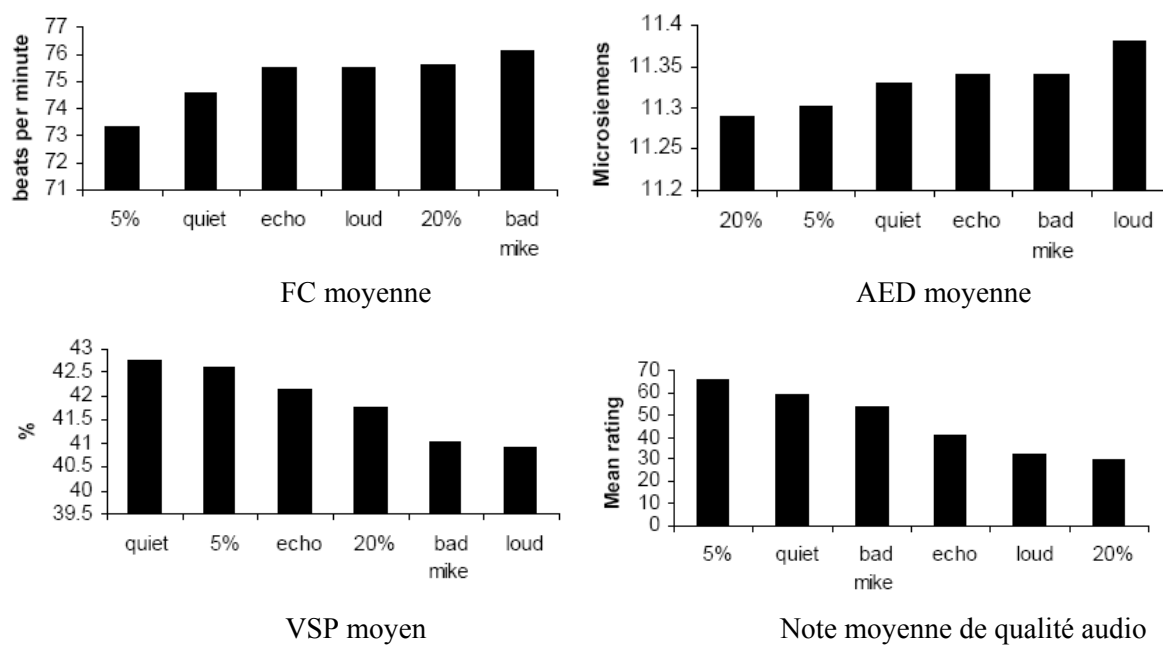 beats per minute
77
76
75
74
73
72
71
5% quiet echo loud 20% bad
mike
FC moyenne
Microsiemens
11.4
11.35
11.3
11.25
11.2
20% 5% quiet echo bad loud
mike
AED moyenne
%
43
42.5
42
41.5
41
40.5
40
39.5
quiet 5% echo 20% bad loud
mike
VSP moyen
Mean rating
70
60
50
40
30
20
10
0
5% quiet bad echo loud 20%
mike
Note moyenne de qualité audio